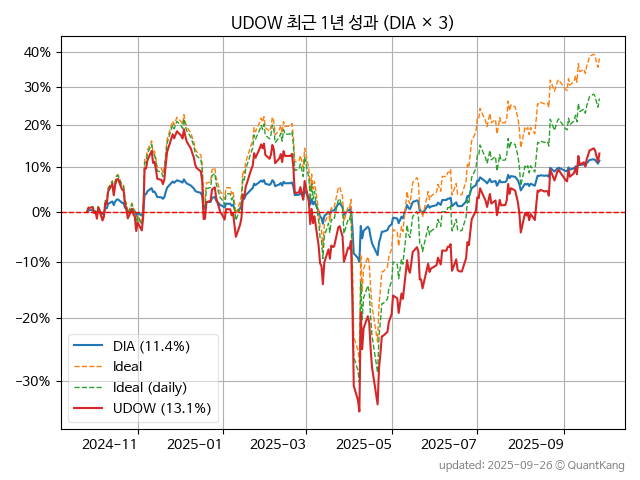 UDOW 최근 1년 성과 (DIA × 3)
40%
30%
20%
10%
0%
−10%
−20%
−30%
DIA (11.4%)
Ideal
Ideal (daily)
UDOW (13.1%)
2024-11 2025-01 2025-03 2025-05 2025-07 2025-09
updated: 2025-09-26 © QuantKang